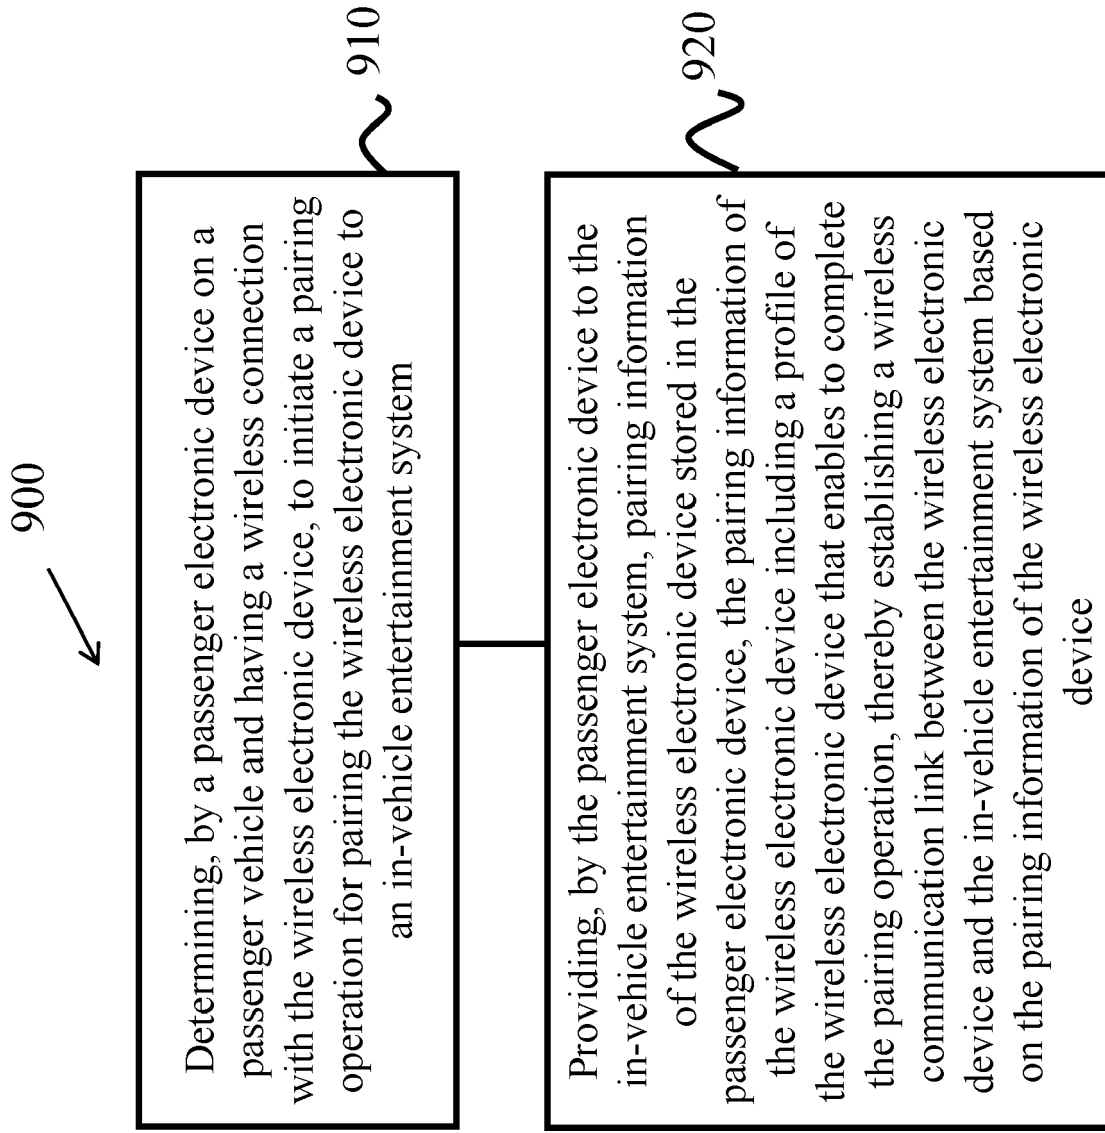 900
Determining, by a passenger electronic device on a
passenger vehicle and having a wireless connection
with the wireless electronic device, to initiate a pairing
operation for pairing the wireless electronic device to
an in-vehicle entertainment system
910
Providing, by the passenger electronic device to the
in-vehicle entertainment system, pairing information
of the wireless electronic device stored in the
passenger electronic device, the pairing information of
the wireless electronic device including a profile of
the wireless electronic device that enables to complete
the pairing operation, thereby establishing a wireless
communication link between the wireless electronic
device and the in-vehicle entertainment system based
on the pairing information of the wireless electronic
device
920